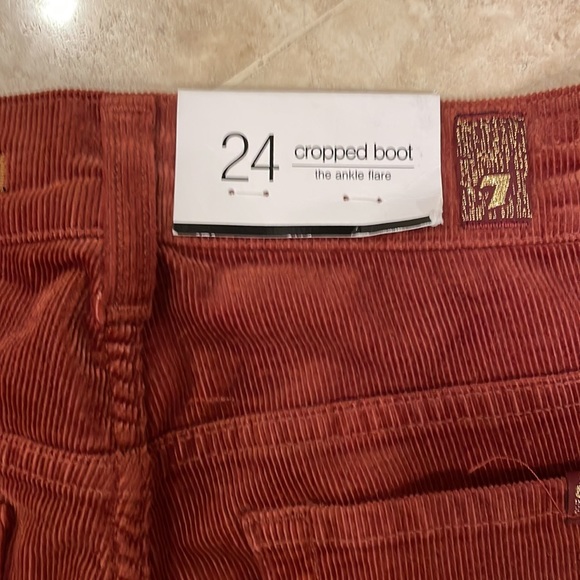 24
cropped boot
the ankle flare
7